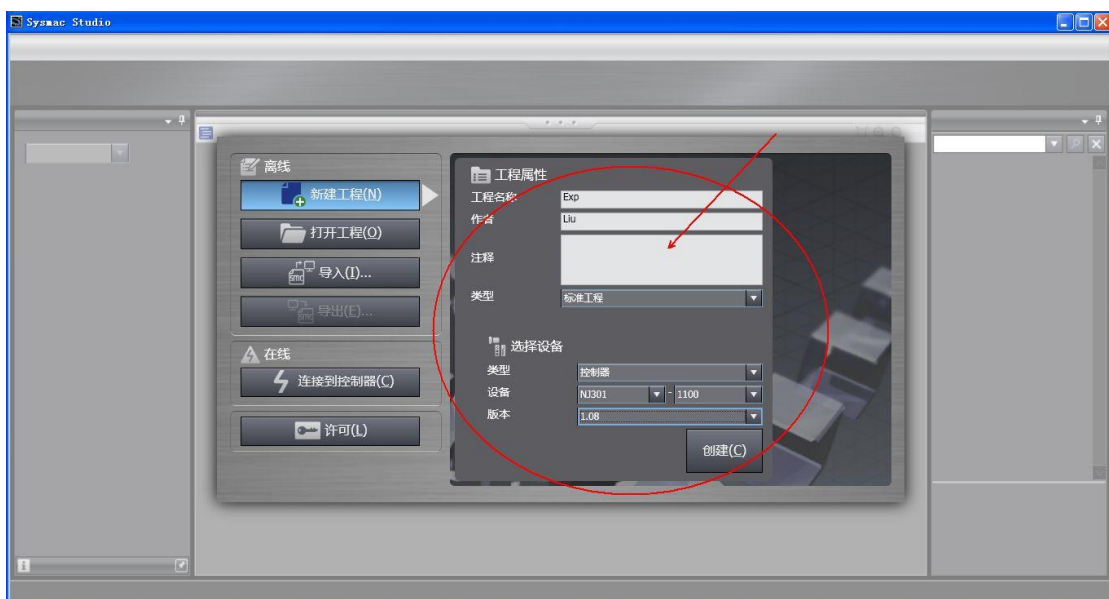 Sysmac Studio
离线
新建工程(N)
打开工程(O)
导入(I)...
导出(E)...
在线
连接到控制器(C)
许可(L)
工程属性
工程名称 Exp
作者 Liu
注释
类型 标准工程
选择设备
类型 控制器
设备 NJ301 - 1100
版本 1.08
创建(C)